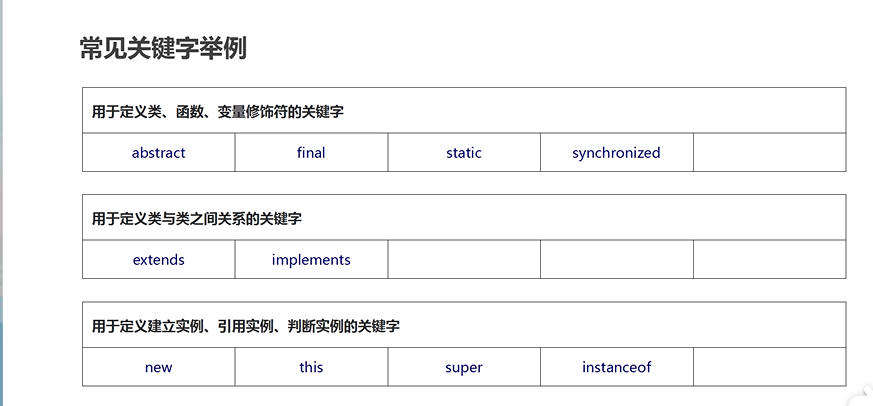 常见关键字举例
用于定义类、函数、变量修饰符的关键字
abstract final static synchronized
用于定义类与类之间关系的关键字
extends implements
用于定义建立实例、引用实例、判断实例的关键字
new this super instanceof